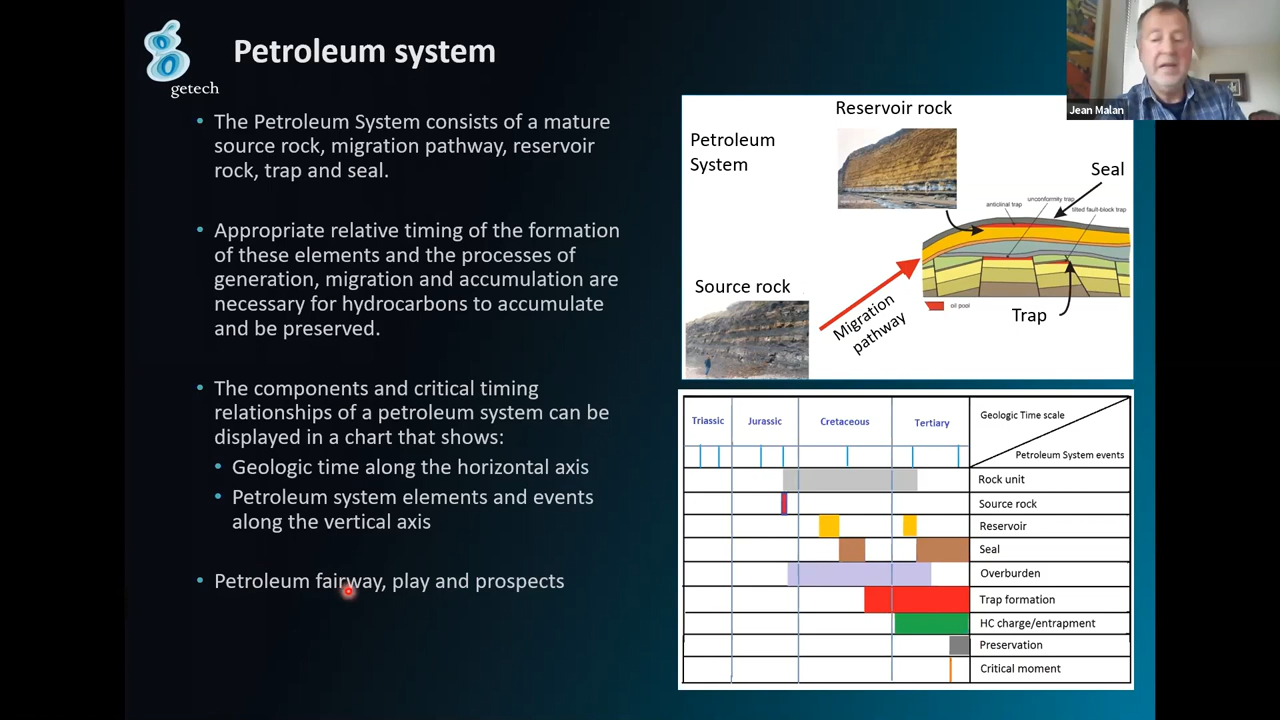 getech
Petroleum system
• The Petroleum System consists of a mature
source rock, migration pathway, reservoir
rock, trap and seal.
• Appropriate relative timing of the formation
of these elements and the processes of
generation, migration and accumulation are
necessary for hydrocarbons to accumulate
and be preserved.
• The components and critical timing
relationships of a petroleum system can be
displayed in a chart that shows:
• Geologic time along the horizontal axis
• Petroleum system elements and events
along the vertical axis
• Petroleum fairway, play and prospects
Jean Malan
Reservoir rock
Petroleum
System
Seal
anticlinal trap
unconformity trap
tilted fault-block trap
Source rock
Migration
pathway
oil pool
Trap
Triassic
Jurassic
Cretaceous
Tertiary
Geologic Time scale
Petroleum System events
Rock unit
Source rock
Reservoir
Seal
Overburden
Trap formation
HC charge/entrapment
Preservation
Critical moment